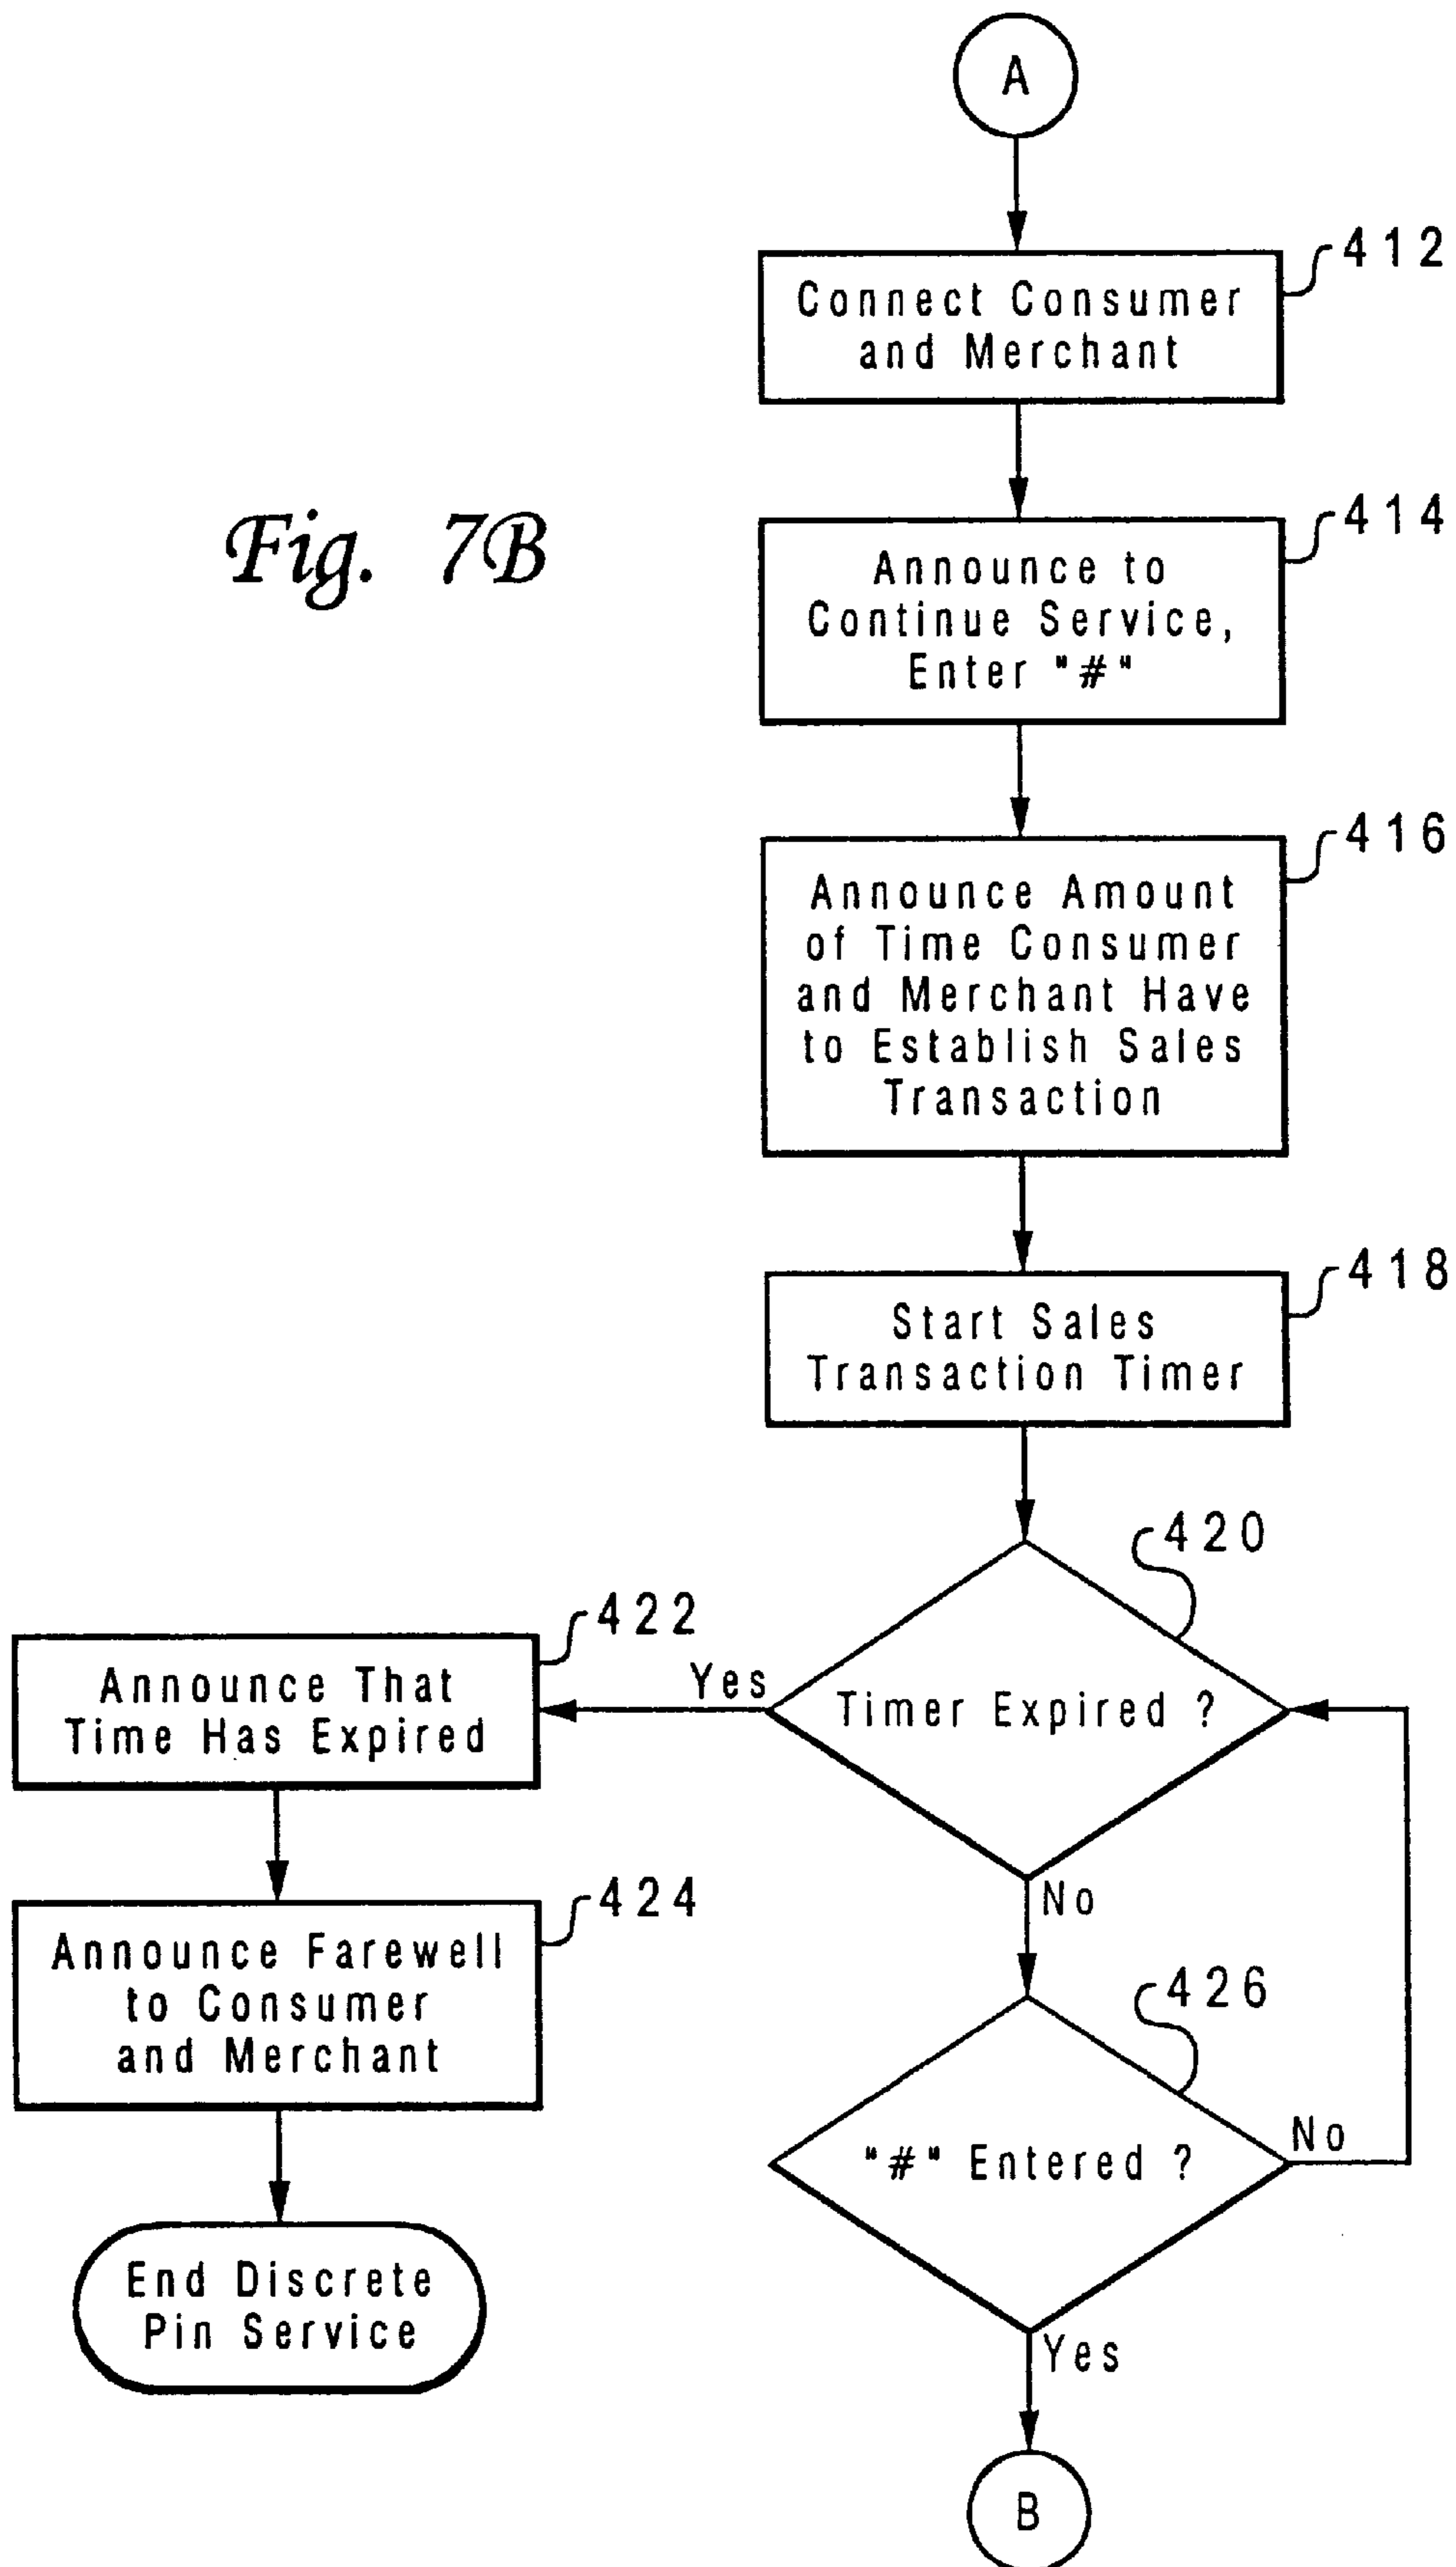 A
412
Connect Consumer
and Merchant
Fig. 7B
414
Announce to
Continue Service,
Enter "#"
416
Announce Amount
of Time Consumer
and Merchant Have
to Establish Sales
Transaction
418
Start Sales
Transaction Timer
420
Timer Expired ?
Yes
422
Announce That
Time Has Expired
No
424
Announce Farewell
to Consumer
and Merchant
426
"#" Entered ?
No
End Discrete
Pin Service
Yes
B